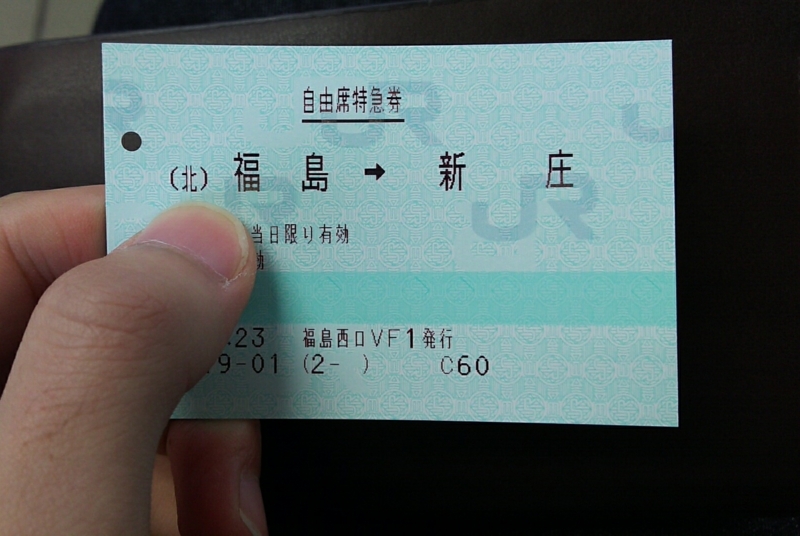 自由席特急券
(北) 福島 → 新庄
当日限り有効
効
23 福島西口VF1発行
9-01 (2- ) C60